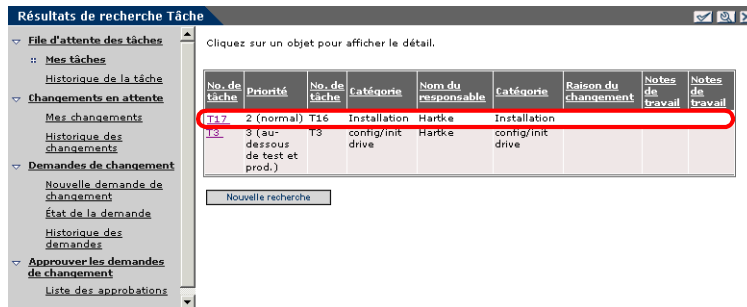 Résultats de recherche Tâche
File d'attente des tâches
Mes tâches
Historique de la tâche
Changements en attente
Mes changements
Historique des
changements
Demandes de changement
Nouvelle demande de
changement
État de la demande
Historique des
demandes
Approuver les demandes
de changement
Liste des approbations
Cliquez sur un objet pour afficher le détail.
No. de tâche Priorité No. de tâche Catégorie Nom du responsable Catégorie Raison du changement Notes de travail Notes de travail
T17 2 (normal) T16 Installation Hartke Installation
T3 3 (au- T3 config/init Hartke config/init
dessous drive drive
de test et
prod.)
Nouvelle recherche